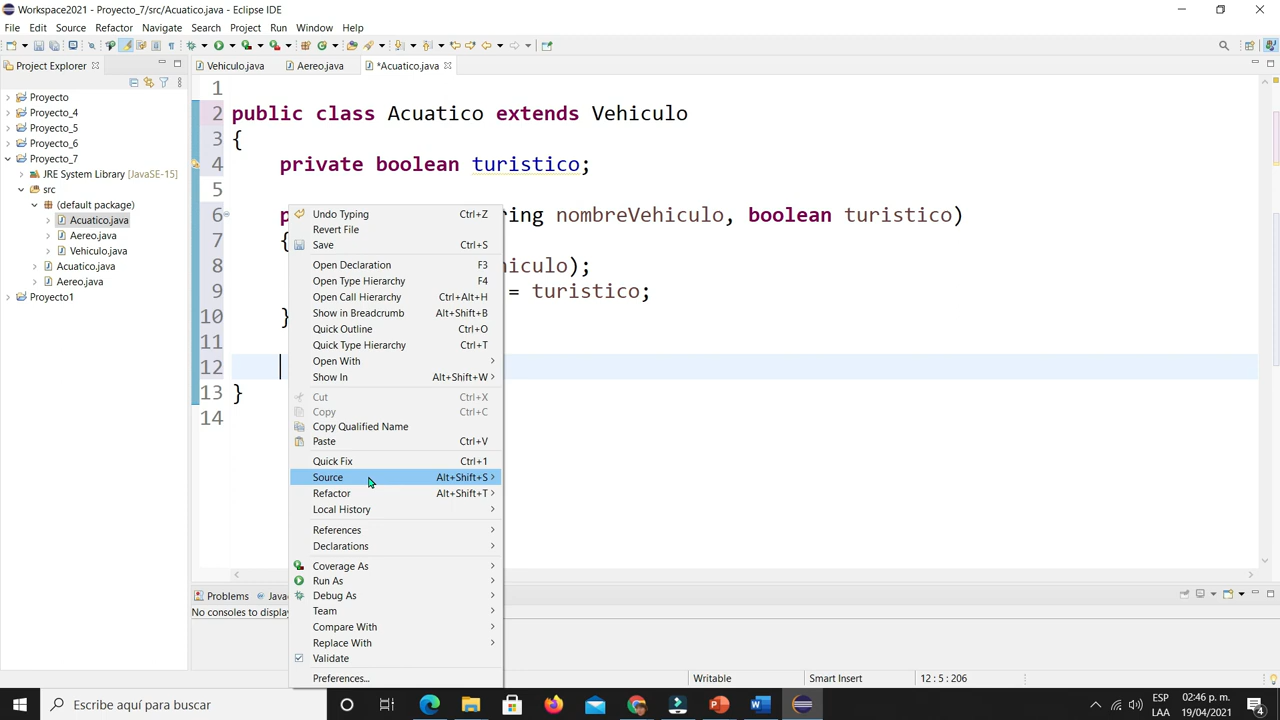 Workspace2021 - Proyecto_7/src/Acuatico.java - Eclipse IDE
File Edit Source Refactor Navigate Search Project Run Window Help
Project Explorer
Vehiculo.java Aereo.java *Acuatico.java
Proyecto
Proyecto_4
Proyecto_5
Proyecto_6
Proyecto_7
JRE System Library [JavaSE-15]
src
(default package)
Acuatico.java
Aereo.java
Vehiculo.java
Acuatico.java
Aereo.java
Proyecto1
1
2 public class Acuatico extends Vehiculo
3 {
4 private boolean turistico;
5
6 nombreVehiculo, boolean turistico)
7 {
8 );
9 = turistico;
10 }
11
12
13 }
14
Undo Typing Ctrl+Z
Revert File
Save Ctrl+S
Open Declaration F3
Open Type Hierarchy F4
Open Call Hierarchy Ctrl+Alt+H
Show in Breadcrumb Alt+Shift+B
Quick Outline Ctrl+O
Quick Type Hierarchy Ctrl+T
Open With
Show In Alt+Shift+W
Cut Ctrl+X
Copy Ctrl+C
Copy Qualified Name
Paste Ctrl+V
Quick Fix Ctrl+1
Source Alt+Shift+S
Refactor Alt+Shift+T
Local History
References
Declarations
Coverage As
Run As
Debug As
Team
Compare With
Replace With
Validate
Preferences...
Problems
No consoles to
Writable Smart Insert 12 : 5 : 206
Escribe aquí para buscar
ESP
LAA
02:46 p. m.
19/04/2021
4